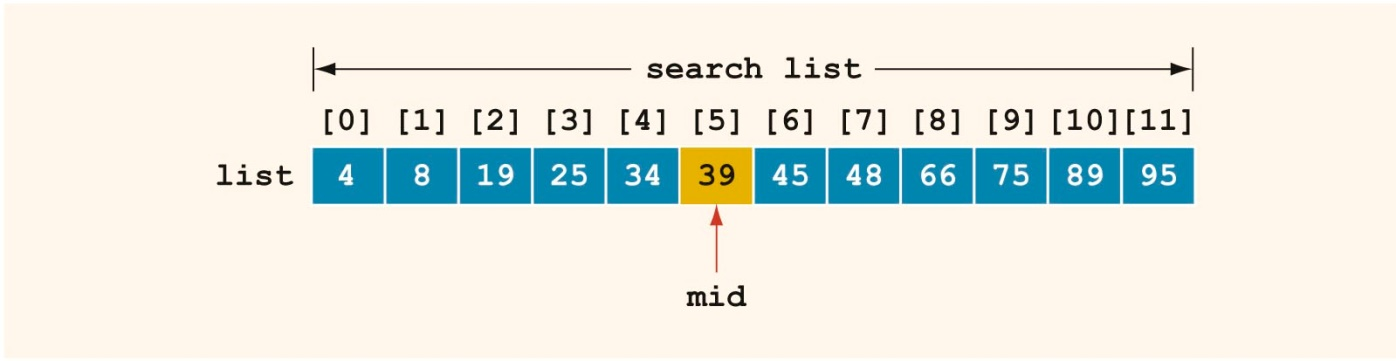 search list
[0] [1] [2] [3] [4] [5] [6] [7] [8] [9] [10] [11]
list 4 8 19 25 34 39 45 48 66 75 89 95
mid